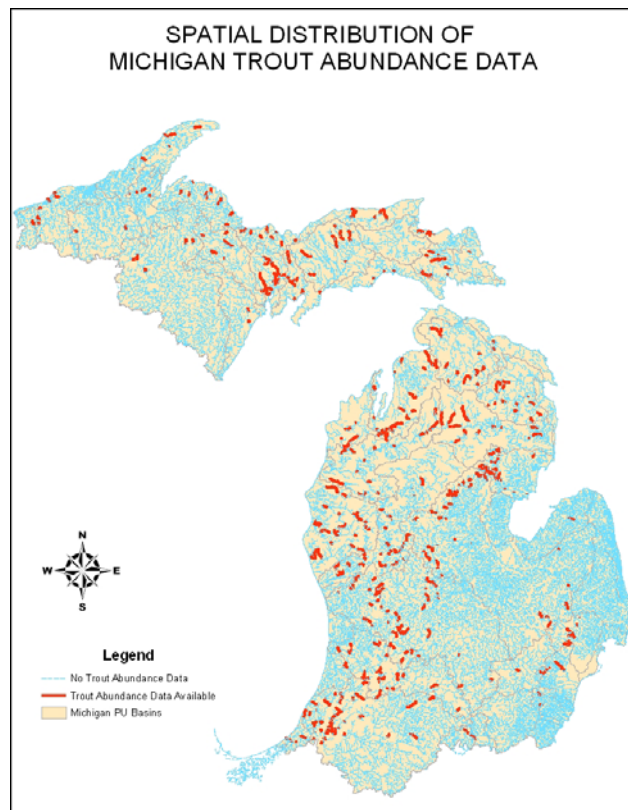 SPATIAL DISTRIBUTION OF
MICHIGAN TROUT ABUNDANCE DATA
N
W
E
S
Legend
No Trout Abundance Data
Trout Abundance Data Available
Michigan PU Basins